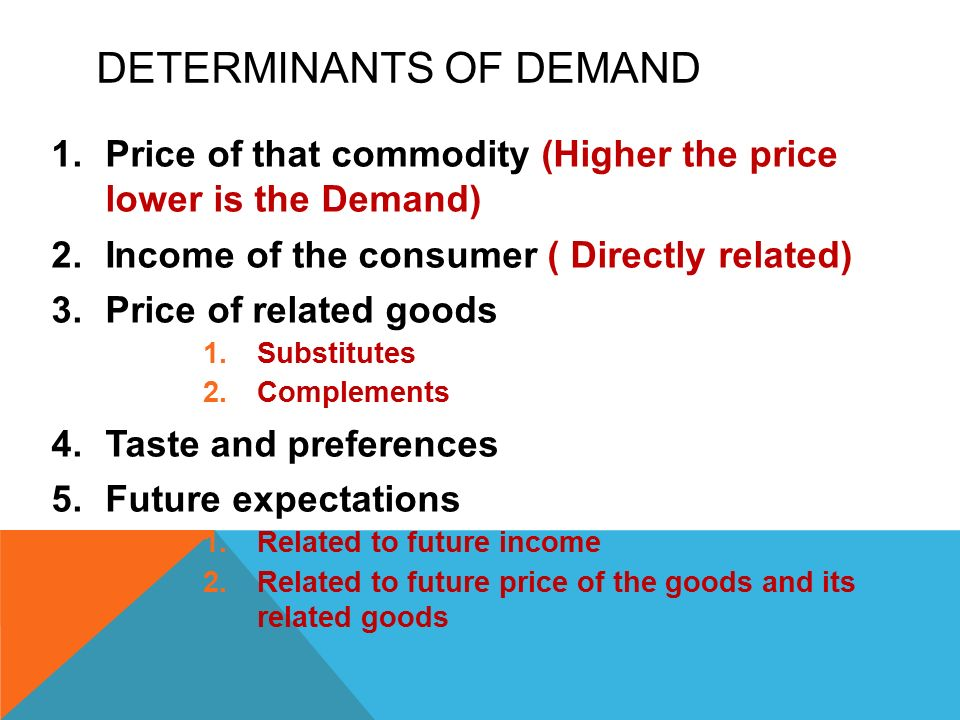 DETERMINANTS OF DEMAND
1. Price of that commodity (Higher the price
lower is the Demand)
2. Income of the consumer ( Directly related)
3. Price of related goods
1. Substitutes
2. Complements
4. Taste and preferences
5. Future expectations
1. Related to future income
2. Related to future price of the goods and its
related goods